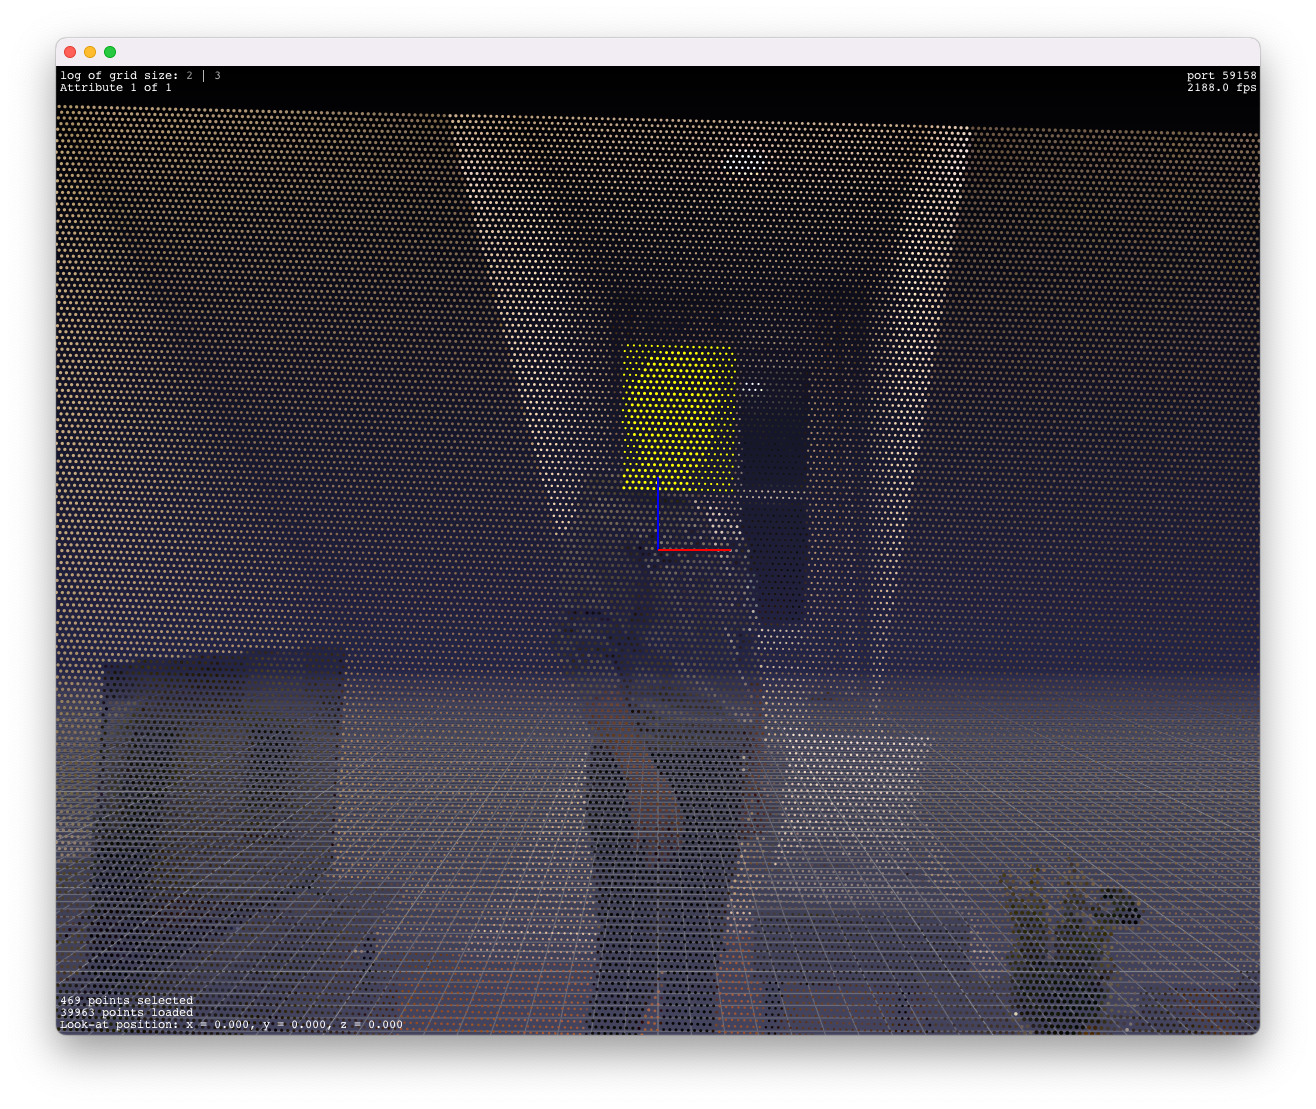 log of grid size: 2 | 3
Attribute 1 of 1
port 59158
2188.0 fps
469 points selected
39963 points loaded
Look-at position: x = 0.000, y = 0.000, z = 0.000